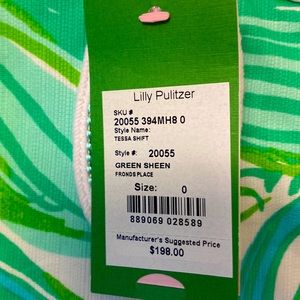 Lilly Pulitzer
SKU #
20055 394MH8 0
Style Name:
TESSA SHIFT
Style #: 20055
GREEN SHEEN
FRONDS PLACE
Size: 0
889069 028589
Manufacturer's Suggested Price
$198.00